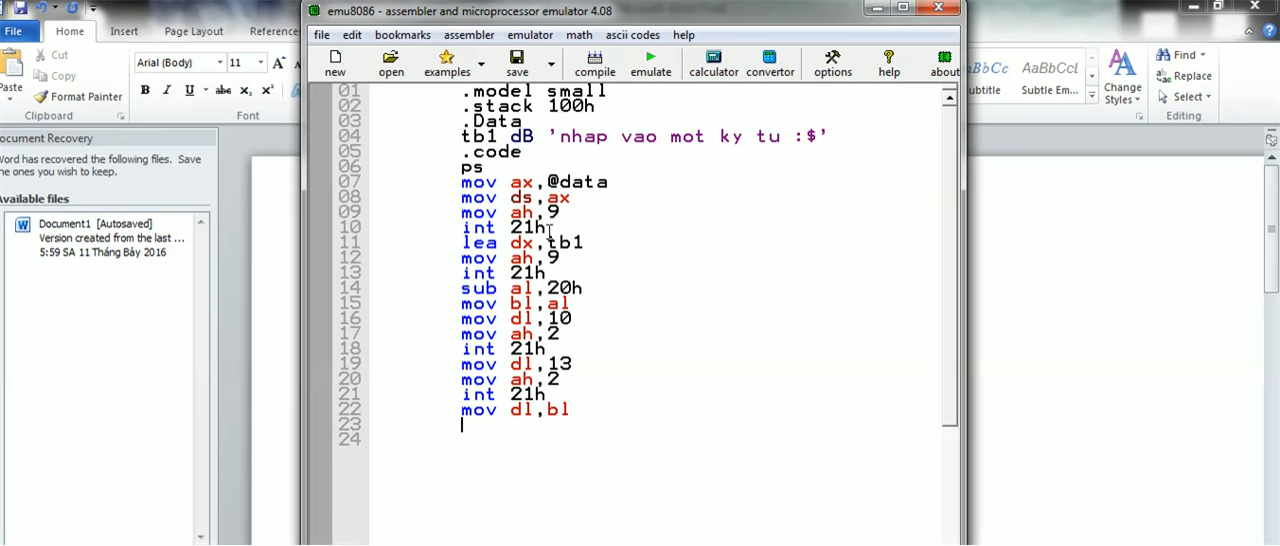 emu8086 - assembler and microprocessor emulator 4.08
File Home Insert Page Layout References
file edit bookmarks assembler emulator math ascii codes help
Cut
Copy
Format Painter
Clipboard
Arial (Body) 11
B I U abc X₂ X²
new open examples save compile emulate calculator convertor options help about
Find
Replace
Select
Editing
Change Styles
Subtitle Subtle Em...
Document Recovery
Word has recovered the following files. Save
the ones you wish to keep.
Available files
Document1 [Autosaved]
Version created from the last ...
5:59 SA 11 Tháng Bảy 2016
01 .model small
02 .stack 100h
03 .Data
04 tb1 dB 'nhap vao mot ky tu :$'
05 .code
06 ps
07 mov ax,@data
08 mov ds,ax
09 mov ah,9
10 int 21h
11 lea dx,tb1
12 mov ah,9
13 int 21h
14 sub al,20h
15 mov bl,al
16 mov dl,10
17 mov ah,2
18 int 21h
19 mov dl,13
20 mov ah,2
21 int 21h
22 mov dl,bl
23
24